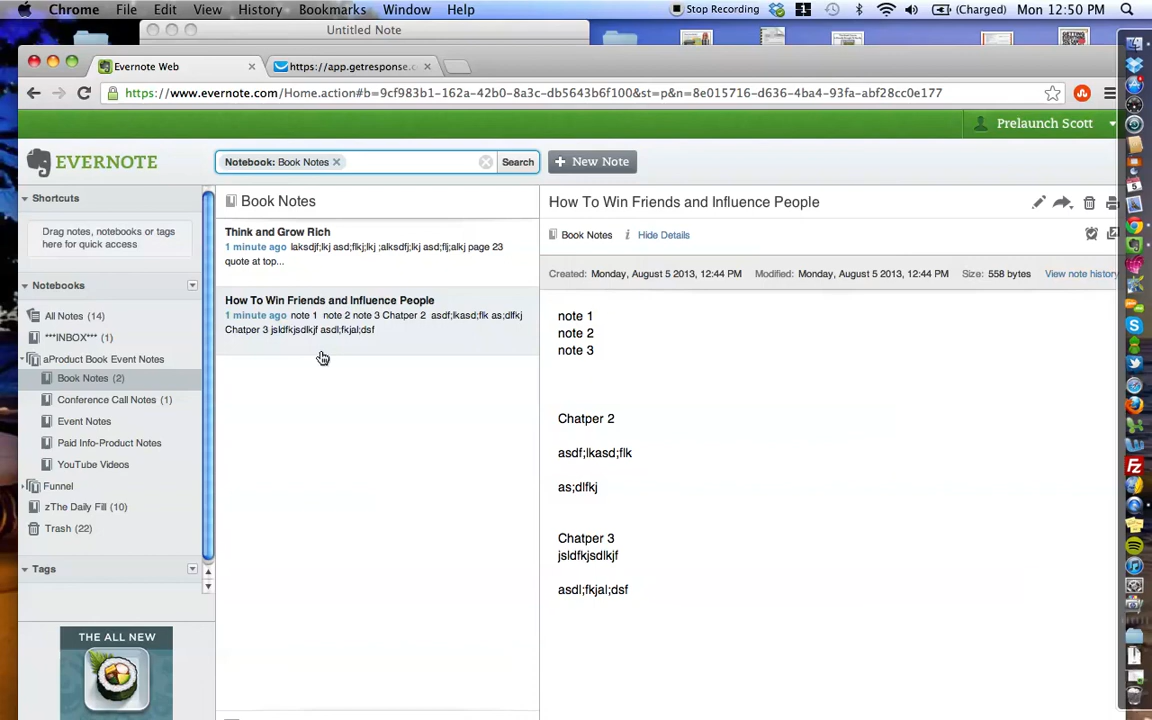 Chrome File Edit View History Bookmarks Window Help Stop Recording 1 (Charged) Mon 12:50 PM
Untitled Note
Evernote Web https://app.getresponse.c
https://www.evernote.com/Home.action#b=9cf983b1-162a-42b0-8a3c-db5643b6f100&st=p&n=8e015716-d636-4ba4-93fa-abf28cc0e177
Prelaunch Scott
EVERNOTE
Notebook: Book Notes
Search
New Note
Shortcuts
Drag notes, notebooks or tags
here for quick access
Notebooks
All Notes (14)
***INBOX*** (1)
aProduct Book Event Notes
Book Notes (2)
Conference Call Notes (1)
Event Notes
Paid Info-Product Notes
YouTube Videos
Funnel
zThe Daily Fill (10)
Trash (22)
Tags
THE ALL NEW
Book Notes
Think and Grow Rich
1 minute ago laksdjf;lkj asd;flkj;lkj ;alksdfj;lkj asd;flj;alkj page 23
quote at top...
How To Win Friends and Influence People
1 minute ago note 1 note 2 note 3 Chatper 2 asdf;lkasd;flk as;dlfkj
Chatper 3 jsldfkjsdlkjf asdl;fkjal;dsf
How To Win Friends and Influence People
Book Notes Hide Details
Created: Monday, August 5 2013, 12:44 PM Modified: Monday, August 5 2013, 12:44 PM Size: 558 bytes View note history
note 1
note 2
note 3
Chatper 2
asdf;lkasd;flk
as;dlfkj
Chatper 3
jsldfkjsdlkjf
asdl;fkjal;dsf